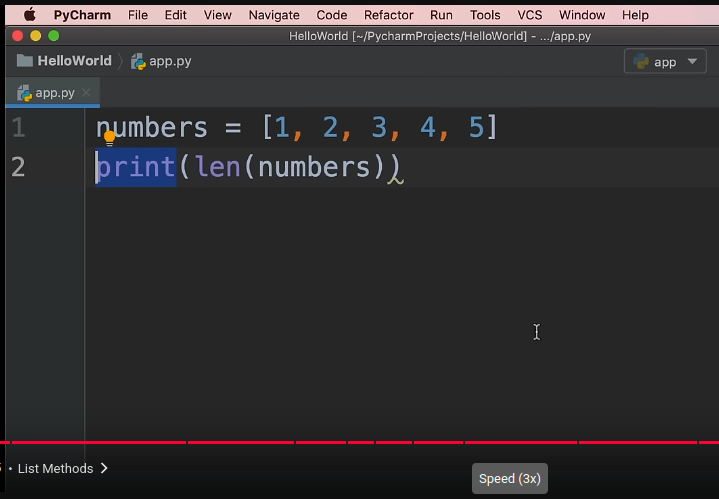 PyCharm File Edit View Navigate Code Refactor Run Tools VCS Window Help
HelloWorld [~/PycharmProjects/HelloWorld] - .../app.py
HelloWorld app.py app
app.py
1 numbers = [1, 2, 3, 4, 5]
2 print(len(numbers))
• List Methods
Speed (3x)